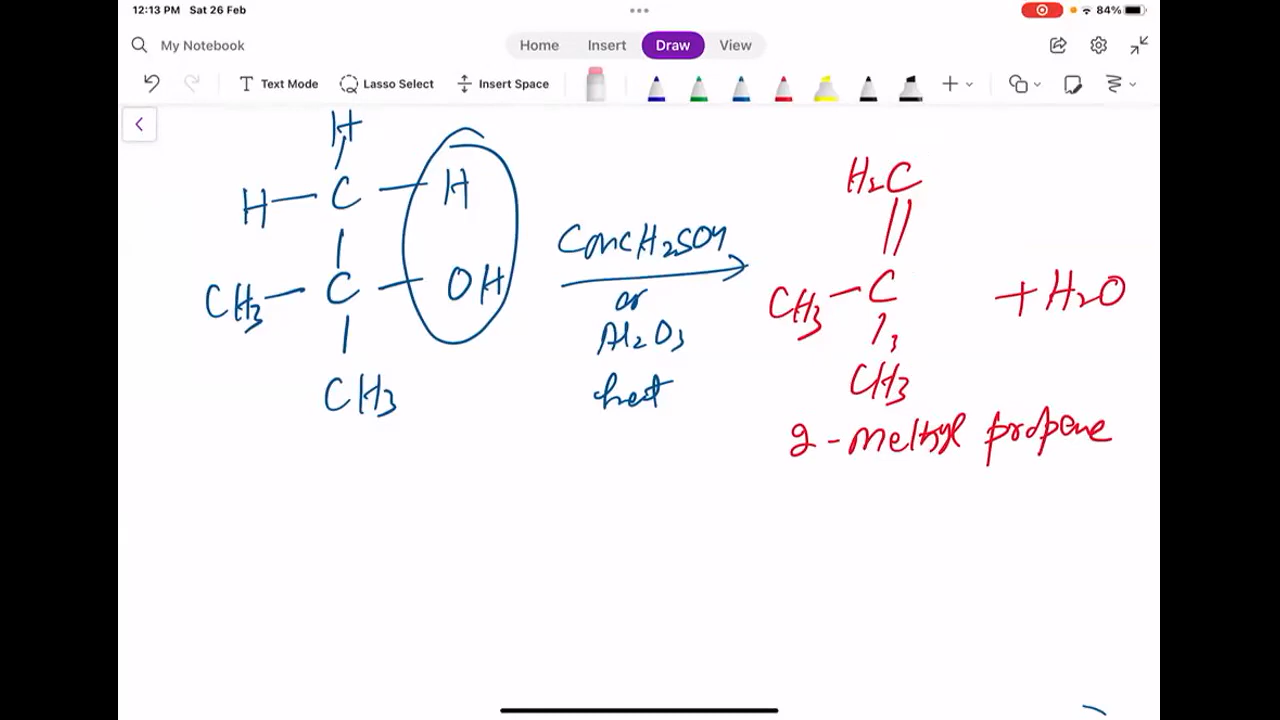 12:13 PM Sat 26 Feb
84%
My Notebook
Home Insert Draw View
Text Mode Lasso Select Insert Space
H
H C H
CH3 C OH
CH3
Conc H2SO4
or
Al2O3
heat
H2C
CH3 C + H2O
3
CH3
2-methyl propene